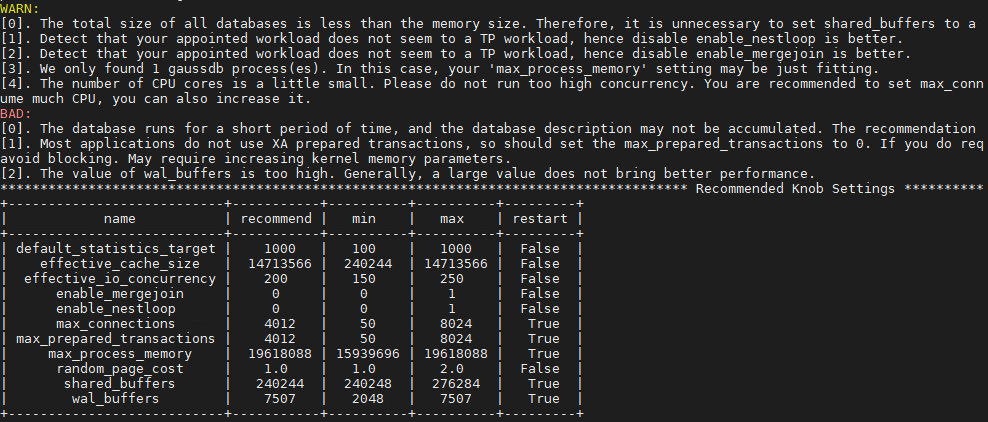 WARN:
[0]. The total size of all databases is less than the memory size. Therefore, it is unnecessary to set shared_buffers to a
[1]. Detect that your appointed workload does not seem to a TP workload, hence disable enable_nestloop is better.
[2]. Detect that your appointed workload does not seem to a TP workload, hence disable enable_mergejoin is better.
[3]. We only found 1 gaussdb process(es). In this case, your 'max_process_memory' setting may be just fitting.
[4]. The number of CPU cores is a little small. Please do not run too high concurrency. You are recommended to set max_conn
ume much CPU, you can also increase it.
BAD:
[0]. The database runs for a short period of time, and the database description may not be accumulated. The recommendation
[1]. Most applications do not use XA prepared transactions, so should set the max_prepared_transactions to 0. If you do req
avoid blocking. May require increasing kernel memory parameters.
[2]. The value of wal_buffers is too high. Generally, a large value does not bring better performance.
************************************************************************************** Recommended Knob Settings **********
+---------------------------+-----------+----------+----------+---------+
| name | recommend | min | max | restart |
+---------------------------+-----------+----------+----------+---------+
| default_statistics_target | 1000 | 100 | 1000 | False |
| effective_cache_size | 14713566 | 240244 | 14713566 | False |
| effective_io_concurrency | 200 | 150 | 250 | False |
| enable_mergejoin | 0 | 0 | 1 | False |
| enable_nestloop | 0 | 0 | 1 | False |
| max_connections | 4012 | 50 | 8024 | True |
| max_prepared_transactions | 4012 | 50 | 8024 | True |
| max_process_memory | 19618088 | 15939696 | 19618088 | True |
| random_page_cost | 1.0 | 1.0 | 2.0 | False |
| shared_buffers | 240244 | 240248 | 276284 | True |
| wal_buffers | 7507 | 2048 | 7507 | True |
+---------------------------+-----------+----------+----------+---------+